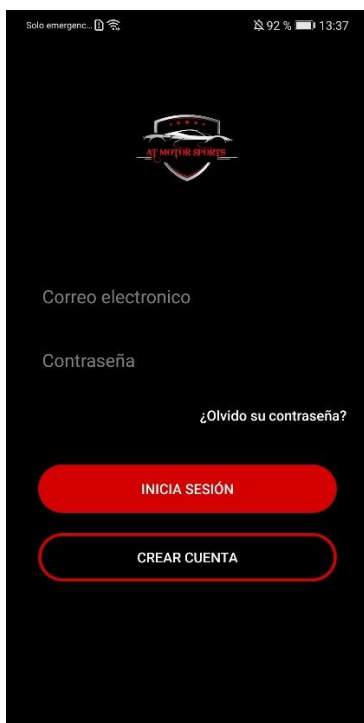 Solo emergenc... 92 % 13:37
AT MOTOR SPORTS
Correo electronico
Contraseña
¿Olvido su contraseña?
INICIA SESIÓN
CREAR CUENTA